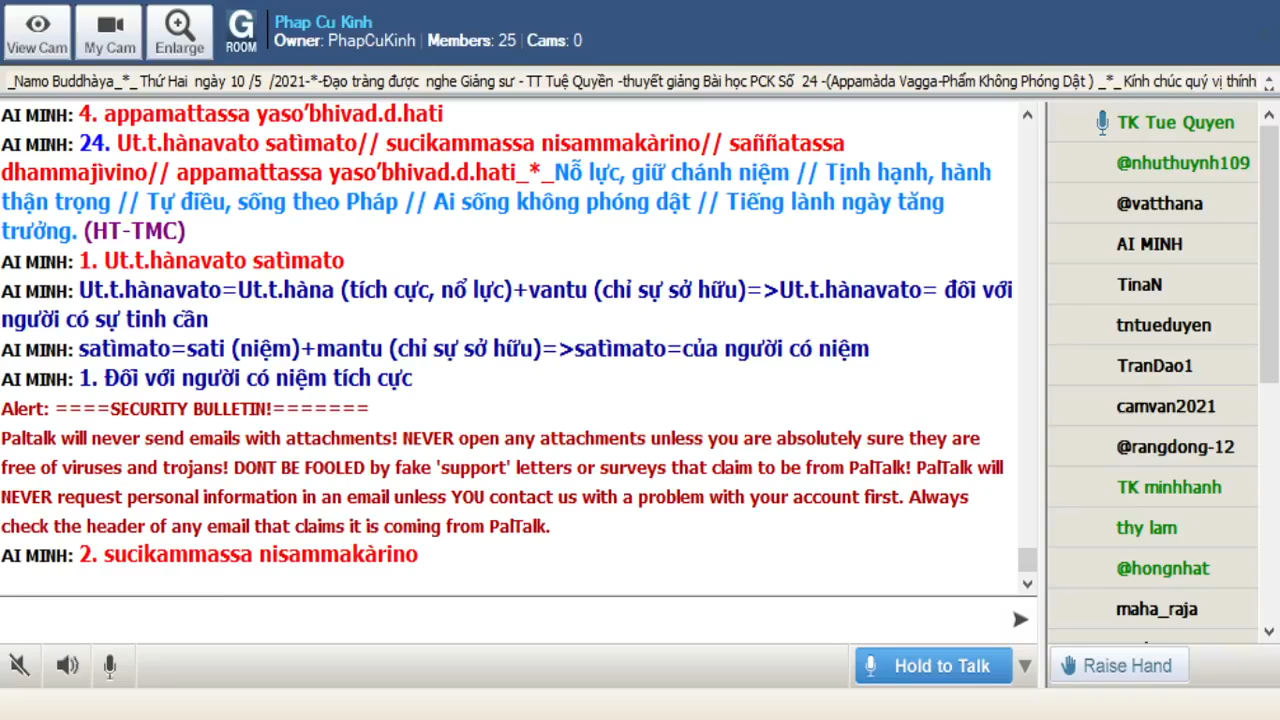 View Cam
My Cam
Enlarge
G
ROOM
Phap Cu Kinh
Owner: PhapCuKinh | Members: 25 | Cams: 0
_Namo Buddhàya_*_ Thứ Hai ngày 10 /5 /2021-*-Đạo tràng được nghe Giảng sư - TT Tuệ Quyền -thuyết giảng Bài học PCK Số 24 -(Appamàda Vagga-Phẩm Không Phóng Dật ) _*_ Kính chúc quý vị thính
AI MINH: 4. appamattassa yaso’bhivad.d.hati
AI MINH: 24. Ut.t.hànavato satìmato// sucikammassa nisammakàrino// saññatassa
dhammajìvino// appamattassa yaso’bhivad.d.hati_*_Nỗ lực, giữ chánh niệm // Tịnh hạnh, hành
thận trọng // Tự điều, sống theo Pháp // Ai sống không phóng dật // Tiếng lành ngày tăng
trưởng. (HT-TMC)
AI MINH: 1. Ut.t.hànavato satìmato
AI MINH: Ut.t.hànavato=Ut.t.hàna (tích cực, nổ lực)+vantu (chỉ sự sở hữu)=>Ut.t.hànavato= đối với
người có sự tinh cần
AI MINH: satìmato=sati (niệm)+mantu (chỉ sự sở hữu)=>satìmato=của người có niệm
AI MINH: 1. Đối với người có niệm tích cực
Alert: ====SECURITY BULLETIN!=======
Paltalk will never send emails with attachments! NEVER open any attachments unless you are absolutely sure they are
free of viruses and trojans! DONT BE FOOLED by fake 'support' letters or surveys that claim to be from PalTalk! PalTalk will
NEVER request personal information in an email unless YOU contact us with a problem with your account first. Always
check the header of any email that claims it is coming from PalTalk.
AI MINH: 2. sucikammassa nisammakàrino
TK Tue Quyen
@nhuthuynh109
@vatthana
AI MINH
TinaN
tntueduyen
TranDao1
camvan2021
@rangdong-12
TK minhhanh
thy lam
@hongnhat
maha_raja
Hold to Talk
Raise Hand